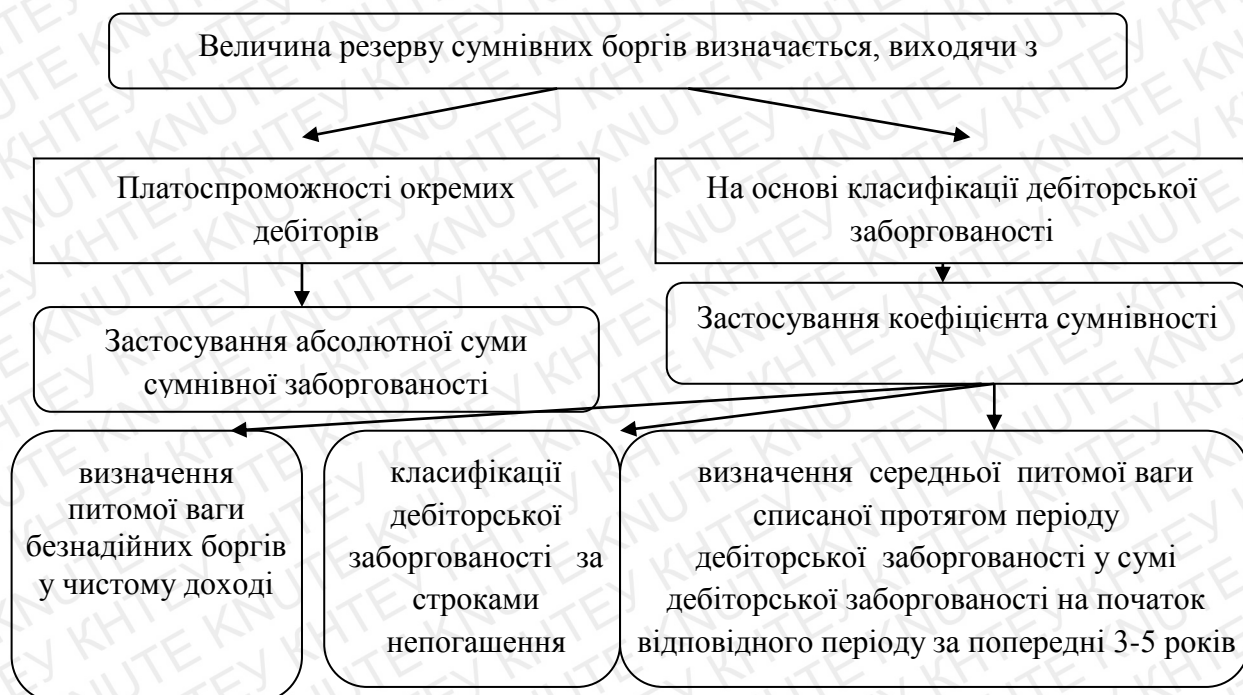 Величина резерву сумнівних боргів визначається, виходячи з
Платоспроможності окремих
дебіторів
На основі класифікації дебіторської
заборгованості
Застосування абсолютної суми
сумнівної заборгованості
Застосування коефіцієнта сумнівності
визначення
питомої ваги
безнадійних боргів
у чистому доході
класифікації
дебіторської
заборгованості за
строками
непогашення
визначення середньої питомої ваги
списаної протягом періоду
дебіторської заборгованості у сумі
дебіторської заборгованості на початок
відповідного періоду за попередні 3-5 років